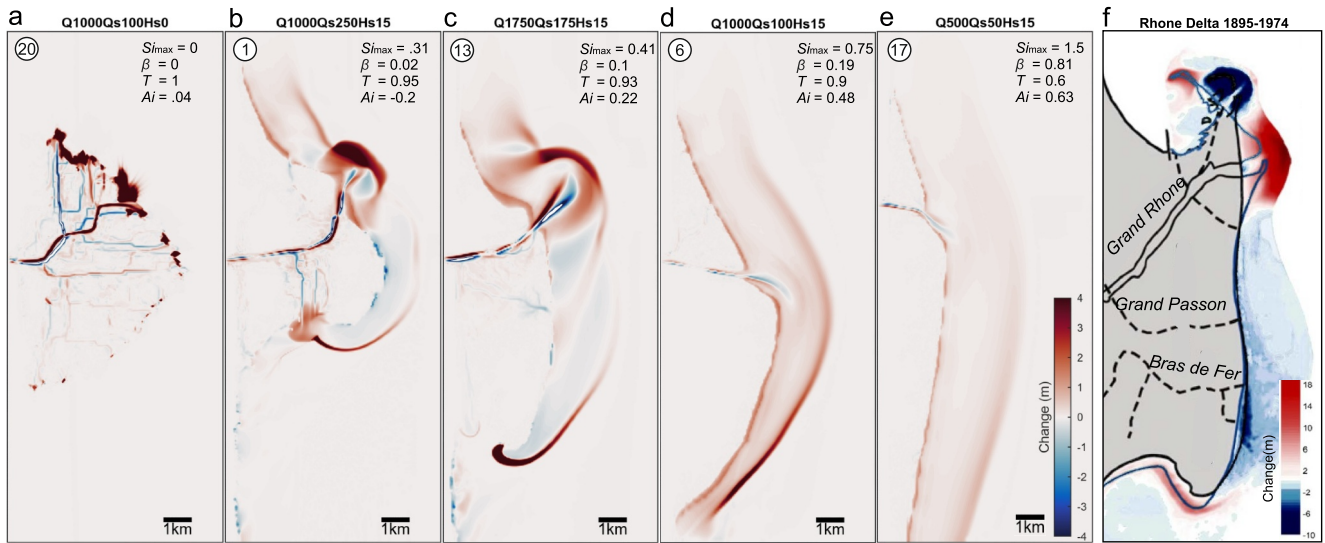 a
Q1000Qs100Hs0
20
Simax = 0
β = 0
T = 1
Ai = .04
1km
b
Q1000Qs250Hs15
1
Simax = .31
β = 0.02
T = 0.95
Ai = -0.2
1km
c
Q1750Qs175Hs15
13
Simax = 0.41
β = 0.1
T = 0.93
Ai = 0.22
1km
d
Q1000Qs100Hs15
6
Simax = 0.75
β = 0.19
T = 0.9
Ai = 0.48
1km
e
Q500Qs50Hs15
17
Simax = 1.5
β = 0.81
T = 0.6
Ai = 0.63
Change (m)
4
3
2
1
0
-1
-2
-3
-4
1km
f
Rhone Delta 1895-1974
Grand Rhone
Grand Passon
Bras de Fer
Change(m)
18
14
10
6
2
-2
-6
-10